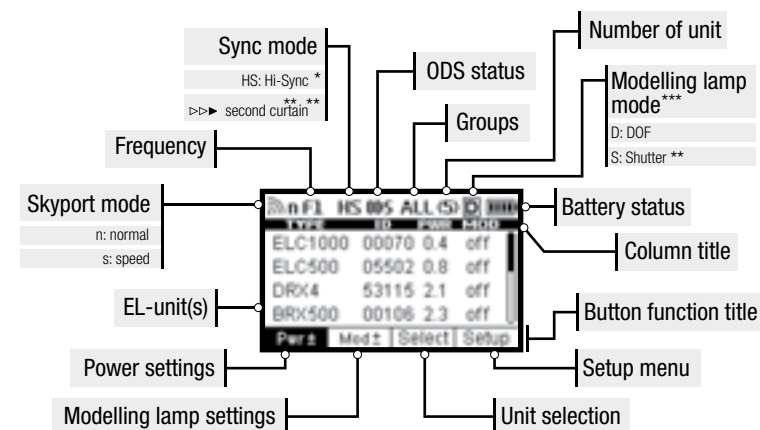 Number of unit
Sync mode
HS: Hi-Sync *
▷▷▶ second curtain** **
ODS status
Modelling lamp
mode***
D: DOF
S: Shutter **
Groups
Frequency
Skyport mode
n: normal
s: speed
n F1 HS ODS ALL (5)
TYPE ID PWR MOD
ELC1000 00070 0.4 off
ELC500 05502 0.8 off
DRX4 53115 2.1 off
BRX500 00106 2.3 off
Pwr± Mod± Select Setup
Battery status
Column title
EL-unit(s)
Button function title
Power settings
Setup menu
Modelling lamp settings
Unit selection